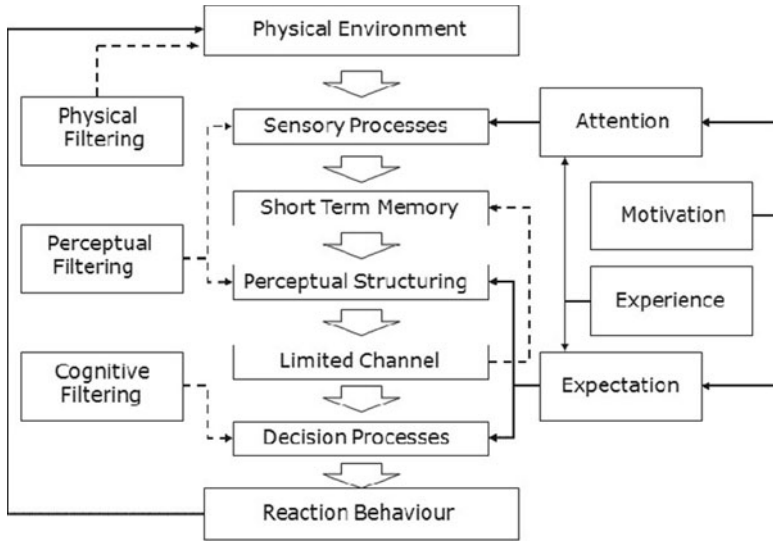 Physical Environment
Physical
Filtering
Sensory Processes
Attention
Short Term Memory
Motivation
Perceptual
Filtering
Perceptual Structuring
Experience
Limited Channel
Cognitive
Filtering
Expectation
Decision Processes
Reaction Behaviour